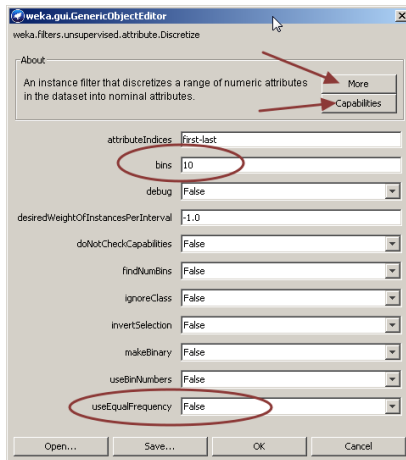 weka.gui.GenericObjectEditor
weka.filters.unsupervised.attribute.Discretize
About
An instance filter that discretizes a range of numeric attributes
in the dataset into nominal attributes.
More
Capabilities
attributeIndices first-last
bins 10
debug False
desiredWeightOfInstancesPerInterval -1.0
doNotCheckCapabilities False
findNumBins False
ignoreClass False
invertSelection False
makeBinary False
useBinNumbers False
useEqualFrequency False
Open... Save... OK Cancel